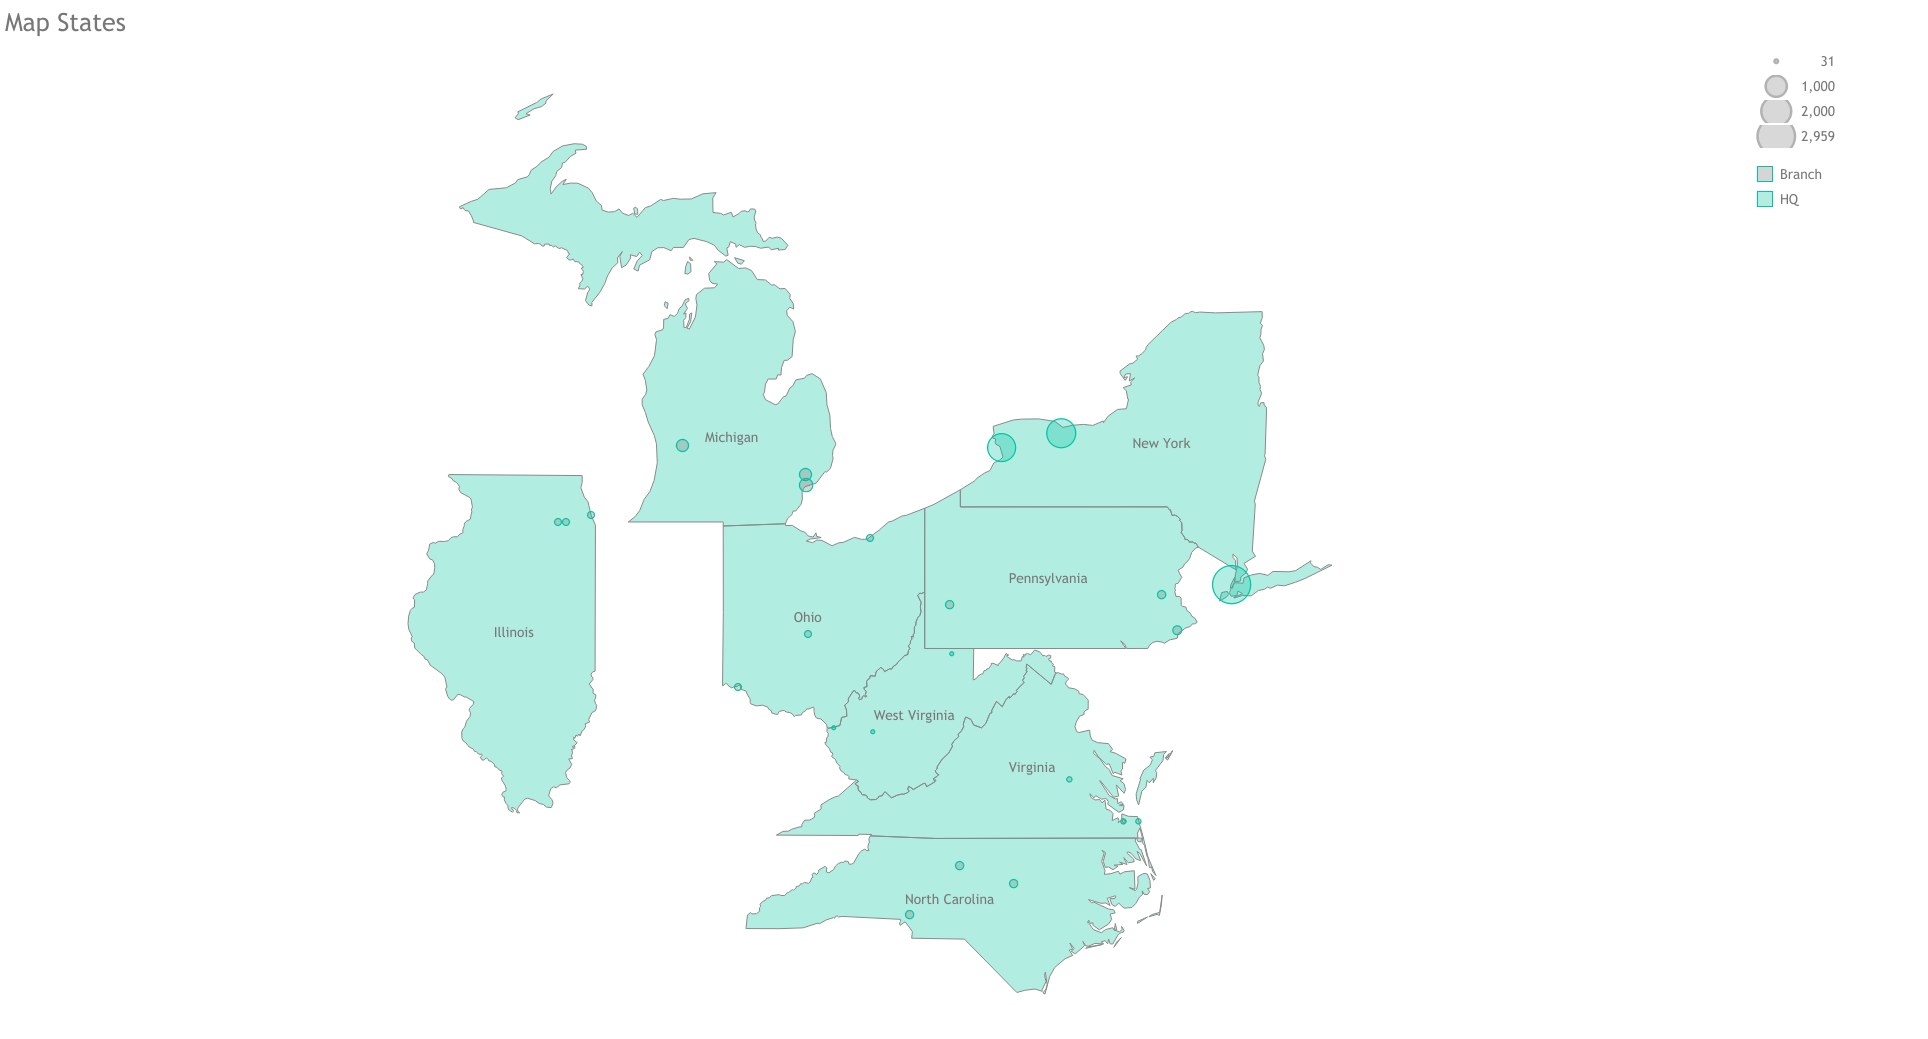 Map States
31
1,000
2,000
2,959
Branch
HQ
Michigan
New York
Pennsylvania
Ohio
Illinois
West Virginia
Virginia
North Carolina